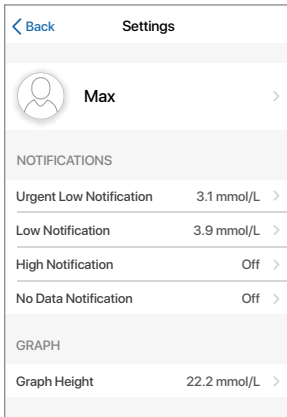 Back Settings
Max
NOTIFICATIONS
Urgent Low Notification 3.1 mmol/L
Low Notification 3.9 mmol/L
High Notification Off
No Data Notification Off
GRAPH
Graph Height 22.2 mmol/L